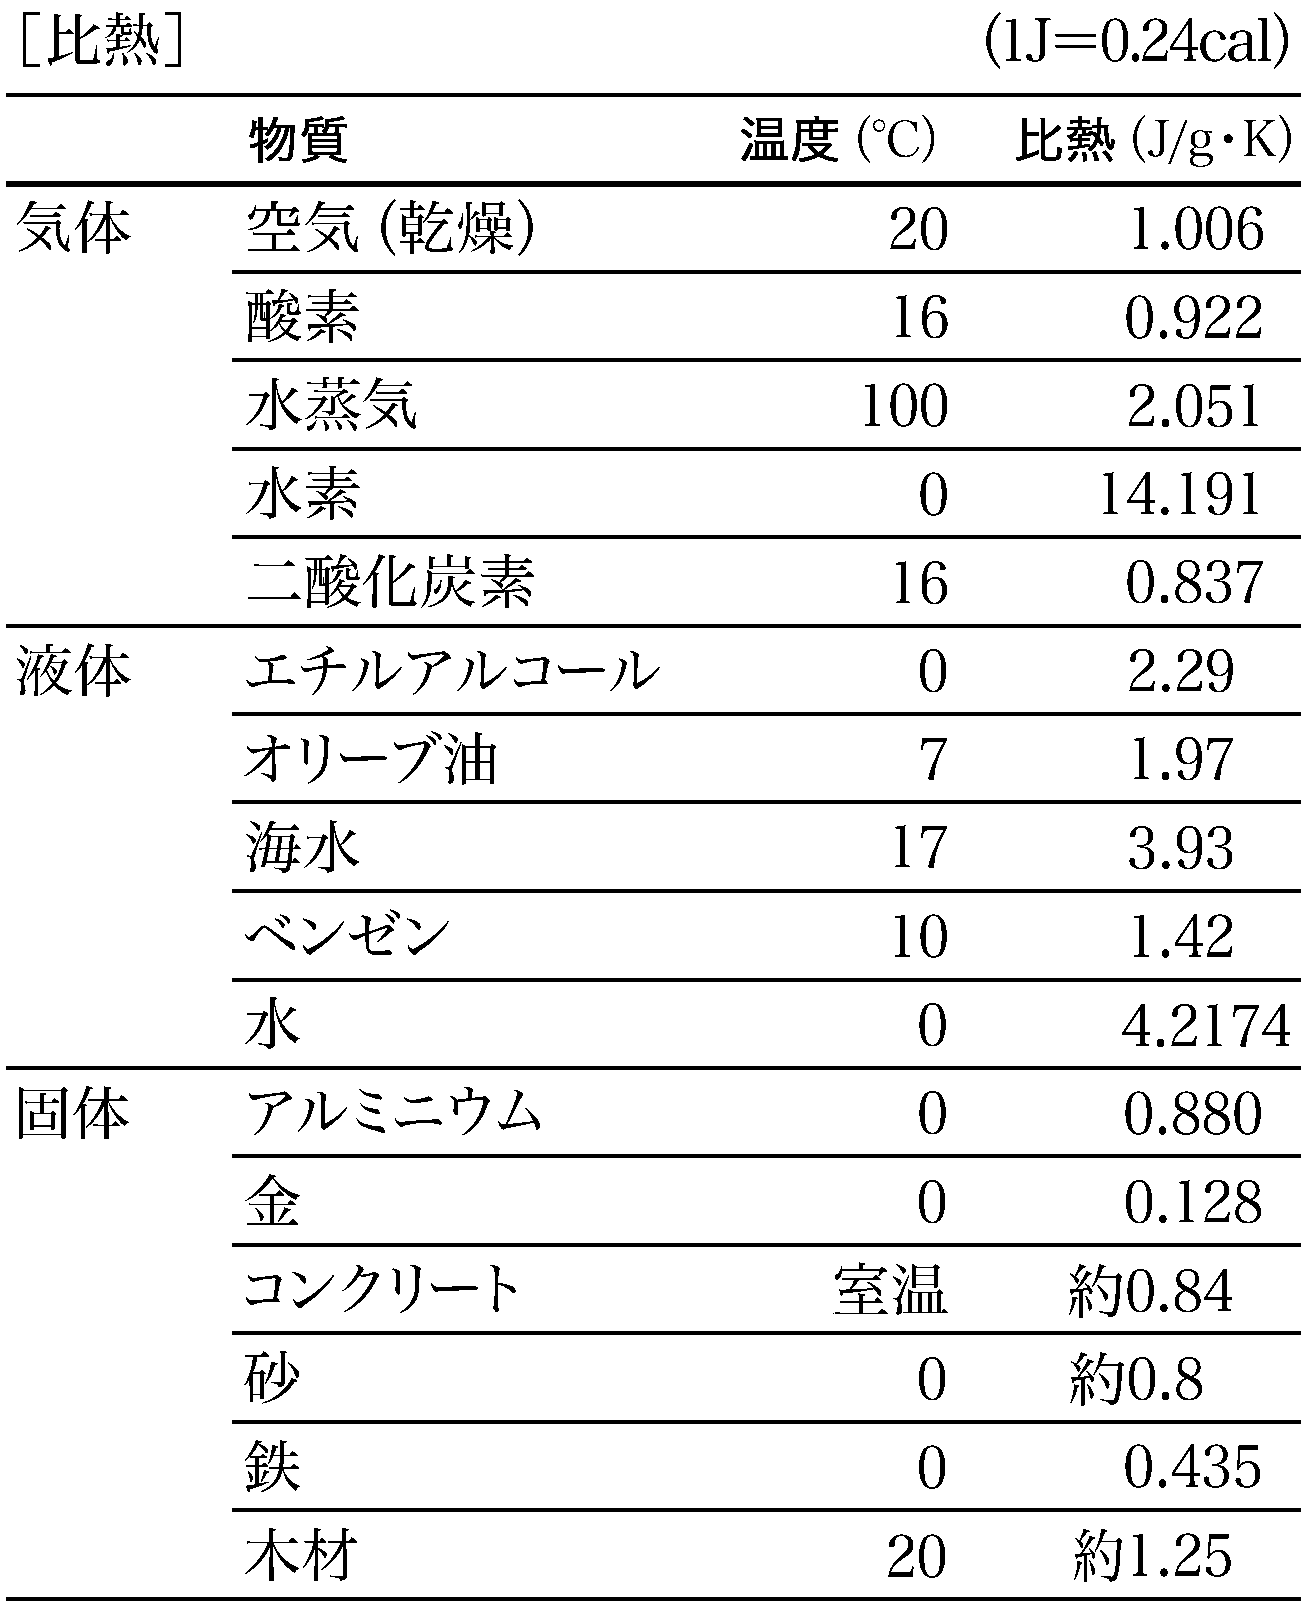 ［比熱］ (1J＝0.24cal)
物質 温度 (℃) 比熱 (J/g・K)
気体 空気 (乾燥) 20 1.006
酸素 16 0.922
水蒸気 100 2.051
水素 0 14.191
二酸化炭素 16 0.837
液体 エチルアルコール 0 2.29
オリーブ油 7 1.97
海水 17 3.93
ベンゼン 10 1.42
水 0 4.2174
固体 アルミニウム 0 0.880
金 0 0.128
コンクリート 室温 約0.84
砂 0 約0.8
鉄 0 0.435
木材 20 約1.25